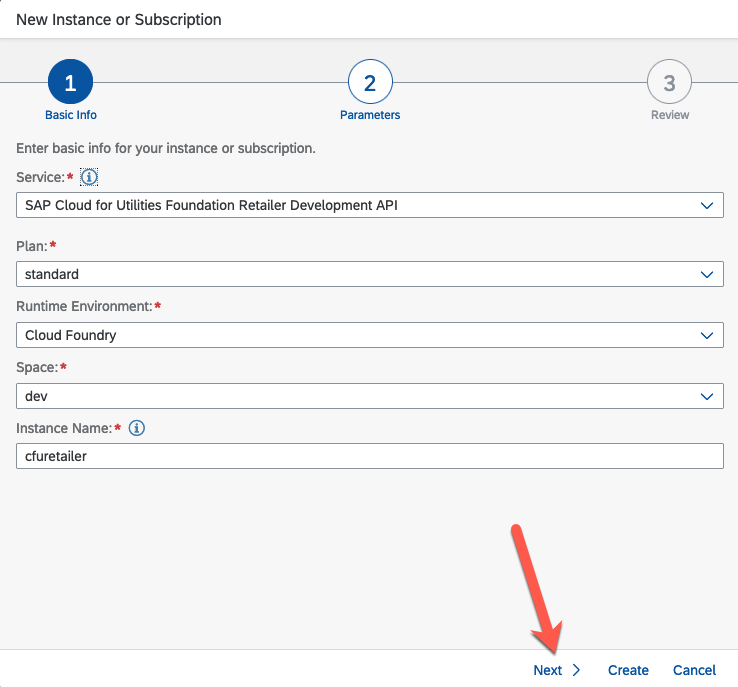 New Instance or Subscription
1 2 3
Basic Info Parameters Review
Enter basic info for your instance or subscription.
Service:*
SAP Cloud for Utilities Foundation Retailer Development API
Plan:*
standard
Runtime Environment:*
Cloud Foundry
Space:*
dev
Instance Name:*
cfuretailer
Next Create Cancel